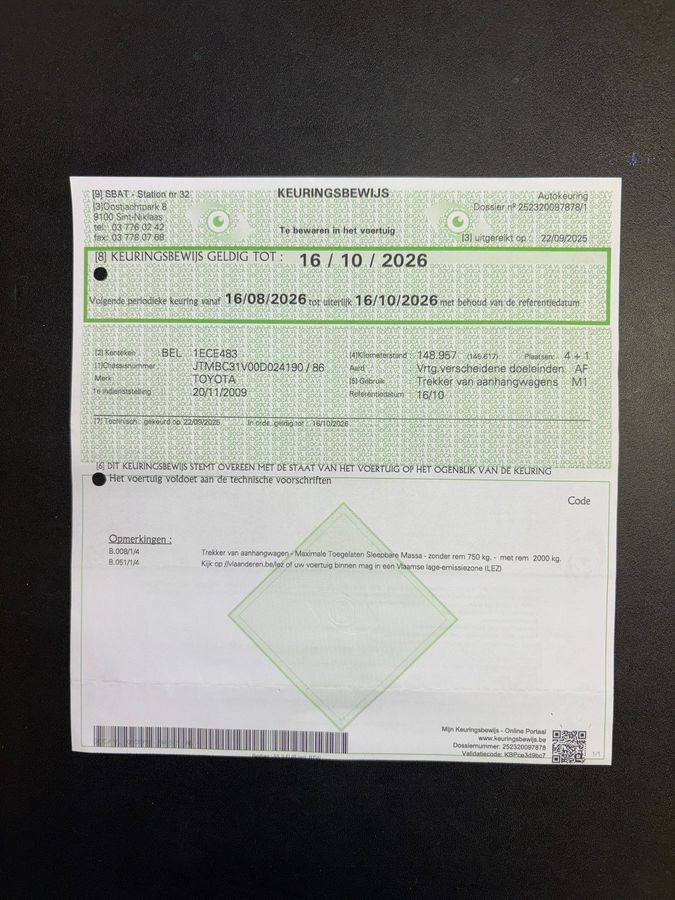 [9] SBAT - Station nr 32
KEURINGSBEWIJS
Autokeuring
[3]Oostjachtpark 8
Dossier nº 252320097878/1
9100 Sint-Niklaas
tel: 03 776 02 42
Te bewaren in het voertuig
fax: 03 778 07 68
[3] uitgereikt op : 22/09/2025
[8] KEURINGSBEWIJS GELDIG TOT : 16 / 10 / 2026
Volgende periodieke keuring vanaf 16/08/2026 tot uiterlijk 16/10/2026 met behoud van de referentiedatum
[2] Kenteken : BEL 1ECE483
[4]Kilometerstand 148.957 (146.617) Plaatsen: 4 + 1
[1]Chassisnummer JTMBC31V00D024190 / 86
Aard Vrtg.verscheidene doeleinden AF
Merk TOYOTA
[5] Gebruik Trekker van aanhangwagens M1
1e indienststelling 20/11/2009
Referentiedatum 16/10
[7] Technisch : gekeurd op 22/09/2025 In orde, geldig tot : 16/10/2026
[6] DIT KEURINGSBEWIJS STEMT OVEREEN MET DE STAAT VAN HET VOERTUIG OP HET OGENBLIK VAN DE KEURING
Het voertuig voldoet aan de technische voorschriften
Code
Opmerkingen :
B.008/1/4 Trekker van aanhangwagen - Maximale Toegelaten Sleepbare Massa - zonder rem 750 kg. - met rem 2000 kg.
B.051/1/4 Kijk op //vlaanderen.be/lez of uw voertuig binnen mag in een Vlaamse lage-emissiezone (LEZ)
Mijn Keuringsbewijs - Online Portaal
www.keuringsbewijs.be
Dossiernummer: 252320097878
Validatiecode: KBPce3d9bc7
1/1